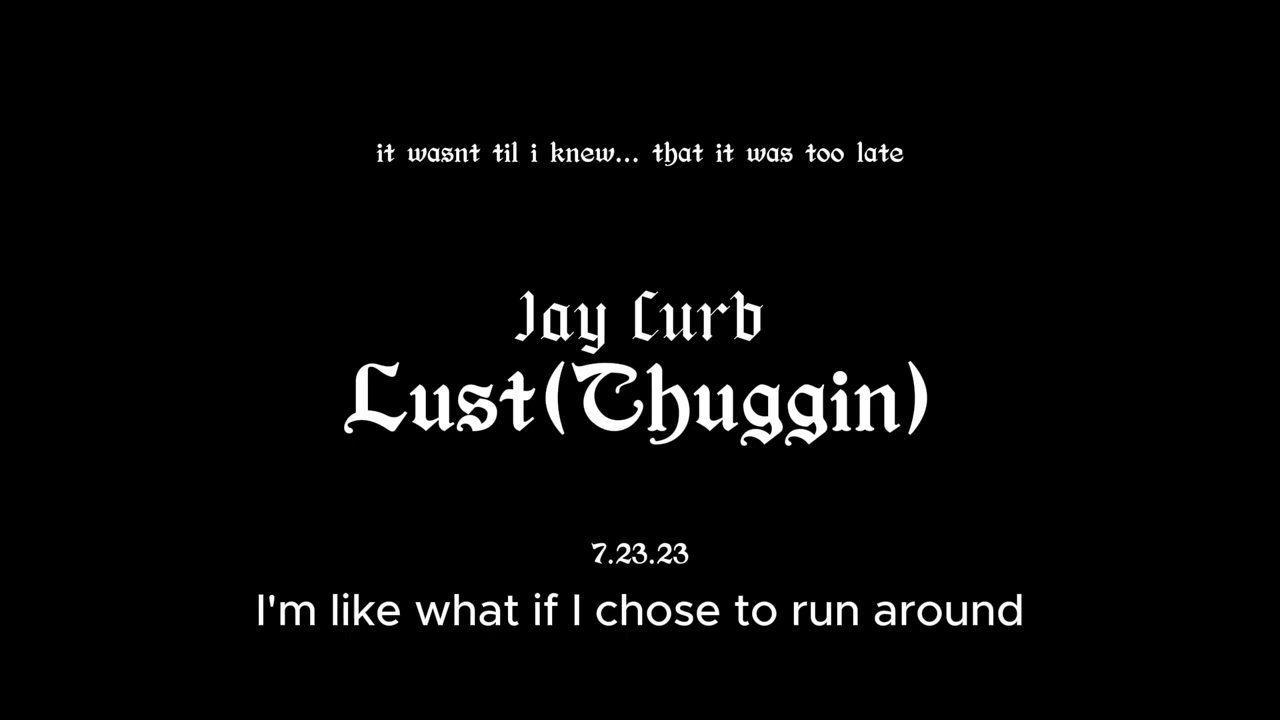 it wasnt til i knew... that it was too late
Jay Curb
Lust(Thuggin)
7.23.23
I'm like what if I chose to run around